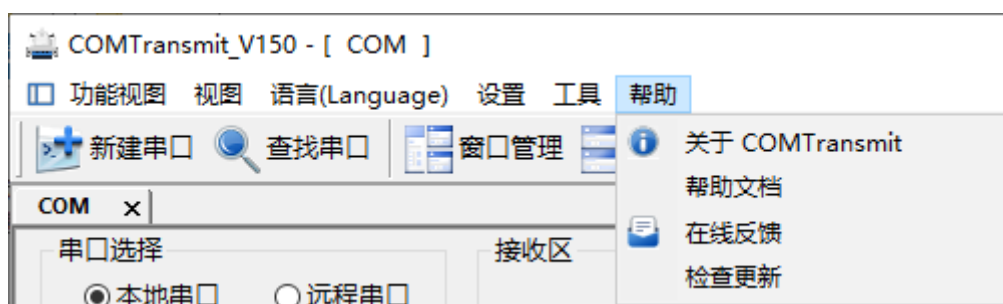 COMTransmit_V150 - [ COM ]
功能视图 视图 语言(Language) 设置 工具 帮助
新建串口 查找串口 窗口管理
关于 COMTransmit
帮助文档
在线反馈
检查更新
COM x
串口选择
接收区
本地串口 远程串口